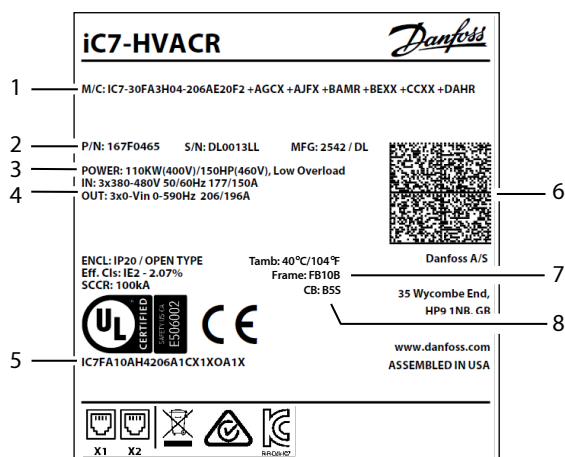 iC7-HVACR
Danfoss
1
M/C: IC7-30FA3H04-206AE20F2 +AGCX +AJFX +BAMR +BEXX +CCXX +DAHR
2
P/N: 167F0465 S/N: DL0013LL MFG: 2542 / DL
3
POWER: 110KW(400V)/150HP(460V), Low Overload
IN: 3x380-480V 50/60Hz 177/150A
4
OUT: 3x0-Vin 0-590Hz 206/196A
6
ENCL: IP20 / OPEN TYPE
Eff. Cls: IE2 - 2.07%
SCCR: 100kA
Tamb: 40°C/104°F
Frame: FB10B
CB: B5S
Danfoss A/S
7
35 Wycombe End,
HP9 1NB, GB
8
UL
CERTIFIED
SAFETY US-CA
E506002
CE
www.danfoss.com
ASSEMBLED IN USA
5
IC7FA10AH4206A1CX1XOA1X
X1 X2